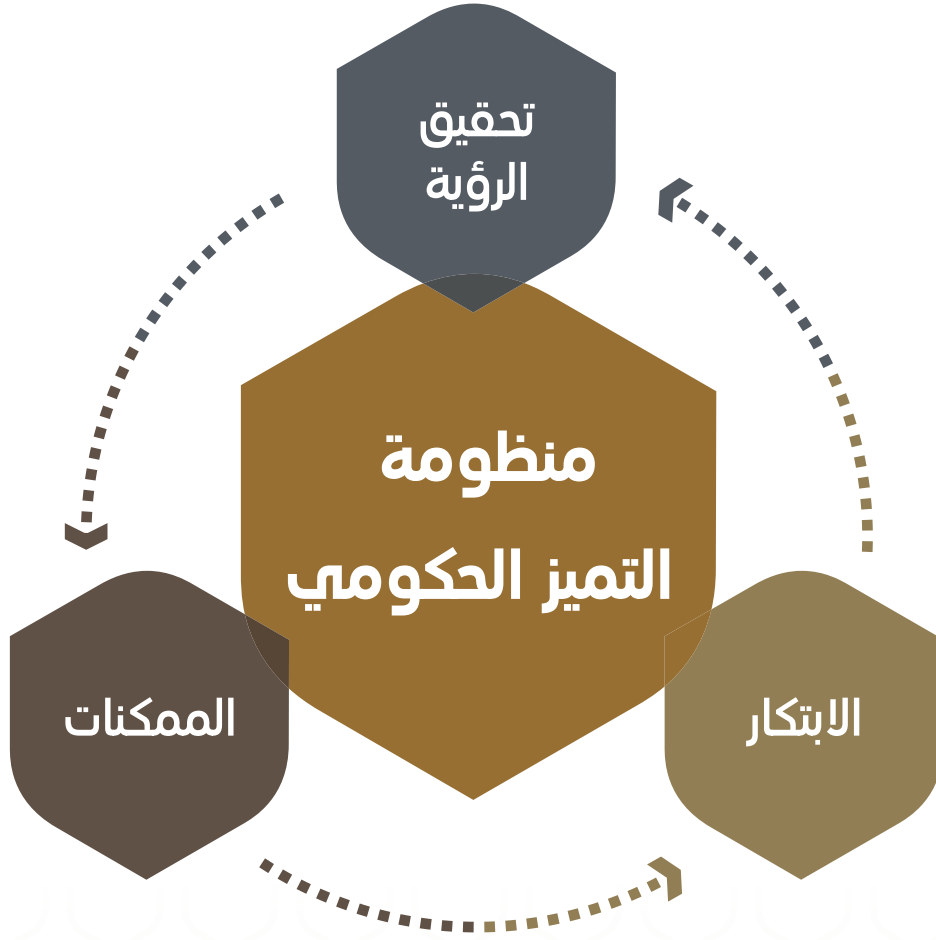 تحقيق
الرؤية
منظومة
التميز الحكومي
الابتكار
الممكنات